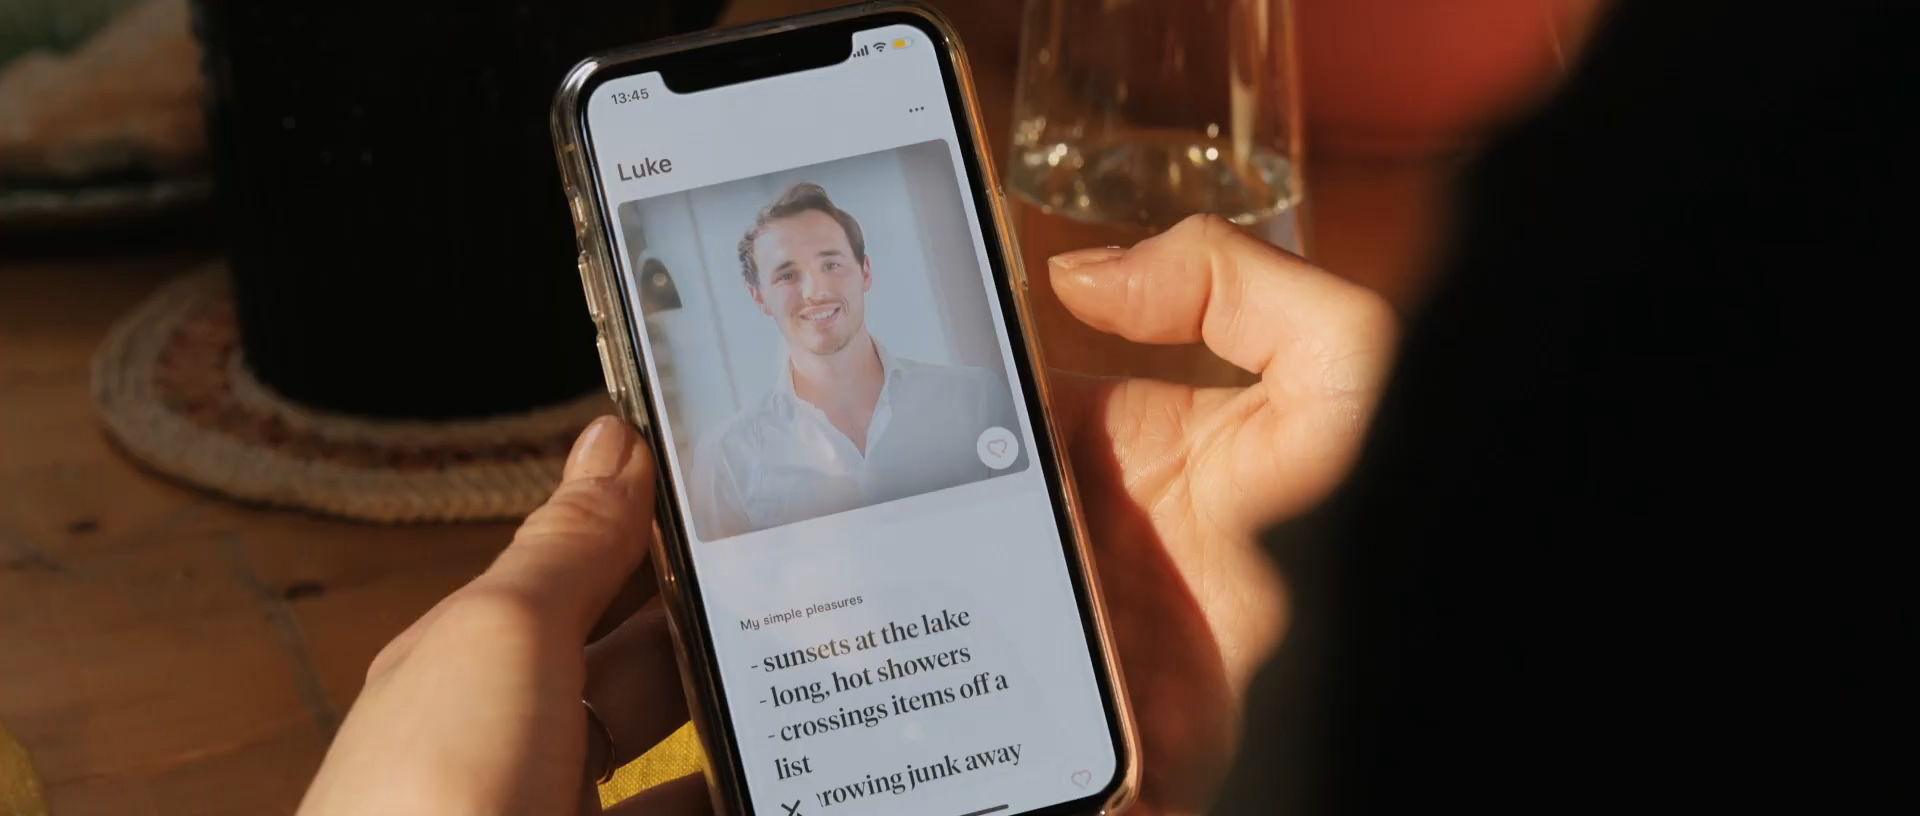 13:45
...
Luke
My simple pleasures
- sunsets at the lake
- long, hot showers
- crossings items off a
list
rowing junk away